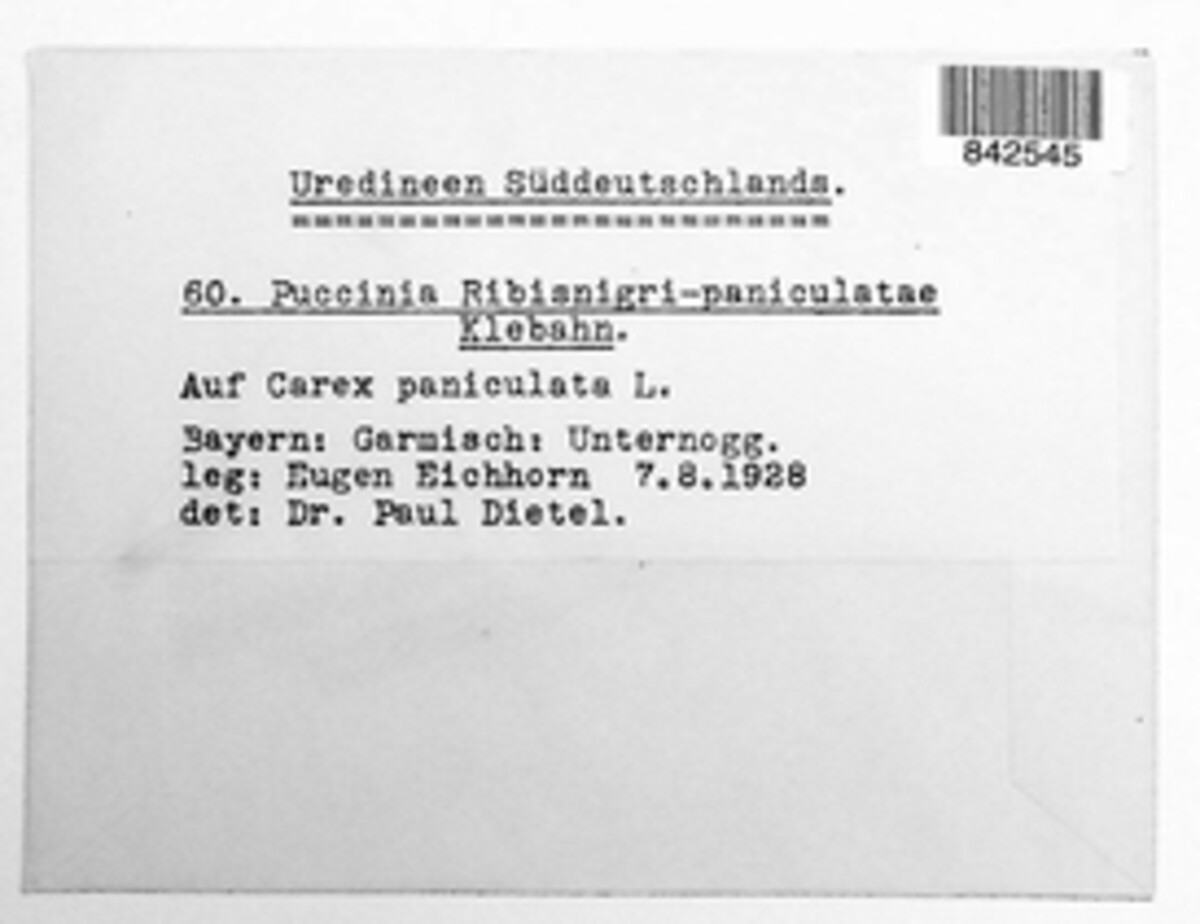 842545
Uredineen Süddeutschlands.
=========================
60. Puccinia Ribisnigri-paniculatae
Klebahn.
Auf Carex paniculata L.
Bayern: Garmisch: Unternogg.
leg: Eugen Eichhorn 7.8.1928
det: Dr. Paul Dietel.